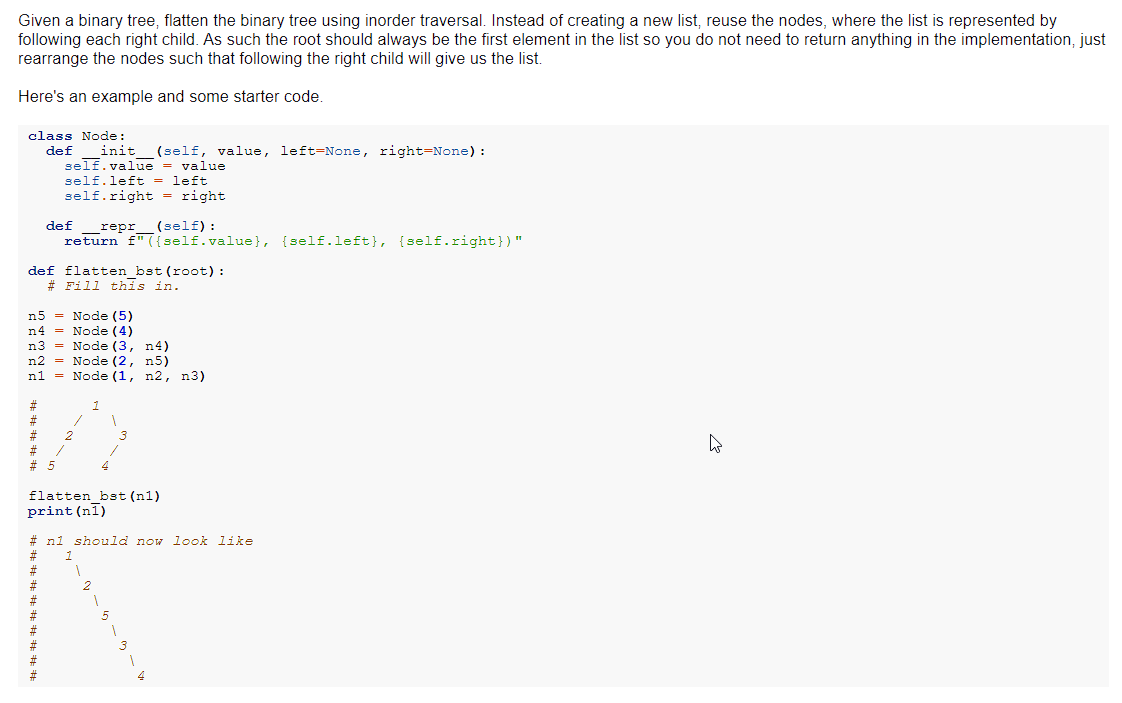 Given a binary tree, flatten the binary tree using inorder traversal. Instead of creating a new list, reuse the nodes, where the list is represented by
following each right child. As such the root should always be the first element in the list so you do not need to return anything in the implementation, just
rearrange the nodes such that following the right child will give us the list.
Here's an example and some starter code.
class Node:
  def __init__(self, value, left=None, right=None):
    self.value = value
    self.left = left
    self.right = right
  def __repr__(self):
    return f"({self.value}, {self.left}, {self.right})"
def flatten_bst(root):
  # Fill this in.
n5 = Node(5)
n4 = Node(4)
n3 = Node(3, n4)
n2 = Node(2, n5)
n1 = Node(1, n2, n3)
#      1
#    /   \
#   2     3
#  /     /
# 5     4
flatten_bst(n1)
print(n1)
# n1 should now look like
#   1
#    \
#     2
#      \
#       5
#        \
#         3
#          \
#           4